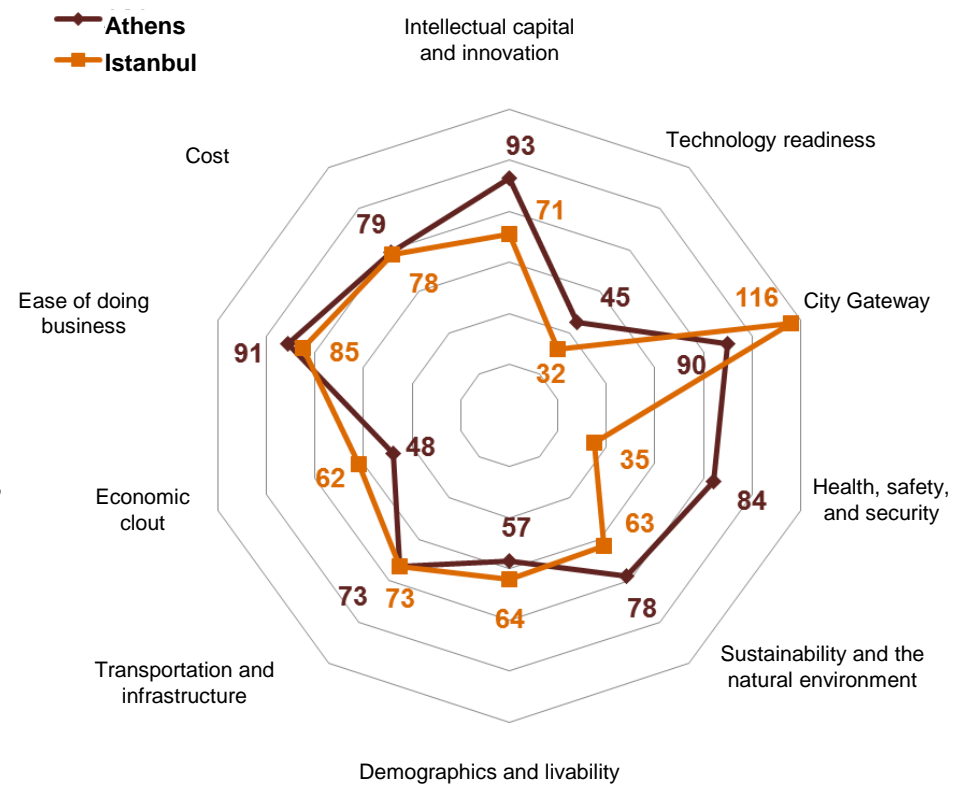 Athens
Istanbul
Intellectual capital
and innovation
Technology readiness
City Gateway
Health, safety,
and security
Sustainability and the
natural environment
Demographics and livability
Transportation and
infrastructure
Economic
clout
Ease of doing
business
Cost
93
71
45
32
116
90
35
84
63
78
57
64
73
73
48
62
91
85
79
78